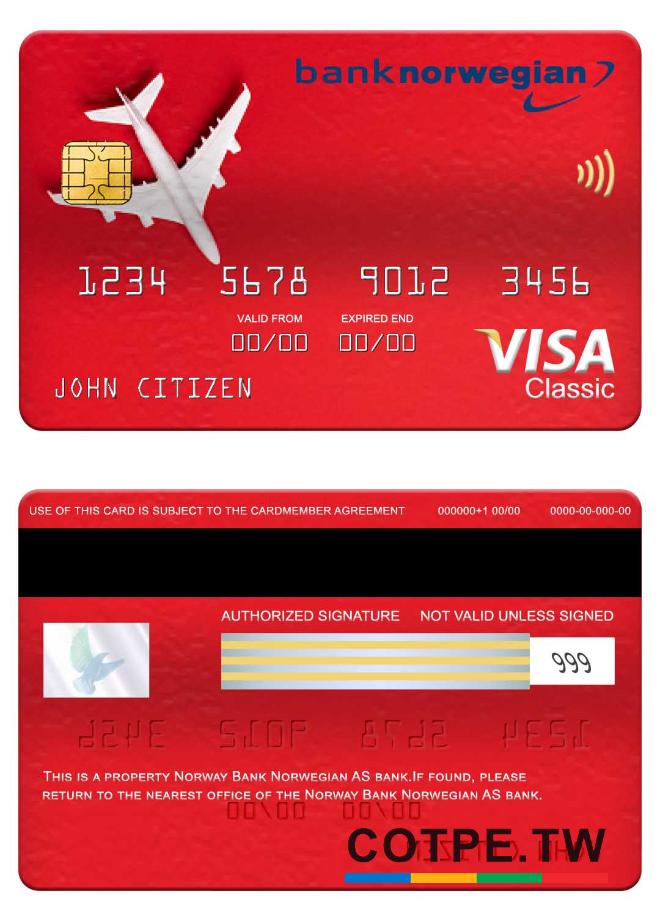 banknorwegian
1234 5678 9012 3456
VALID FROM EXPIRED END
00/00 00/00
JOHN CITIZEN
VISA
Classic
USE OF THIS CARD IS SUBJECT TO THE CARDMEMBER AGREEMENT 000000+1 00/00 0000-00-000-00
AUTHORIZED SIGNATURE NOT VALID UNLESS SIGNED
999
THIS IS A PROPERTY NORWAY BANK NORWEGIAN AS BANK.IF FOUND, PLEASE
RETURN TO THE NEAREST OFFICE OF THE NORWAY BANK NORWEGIAN AS BANK.
COTPE.TW